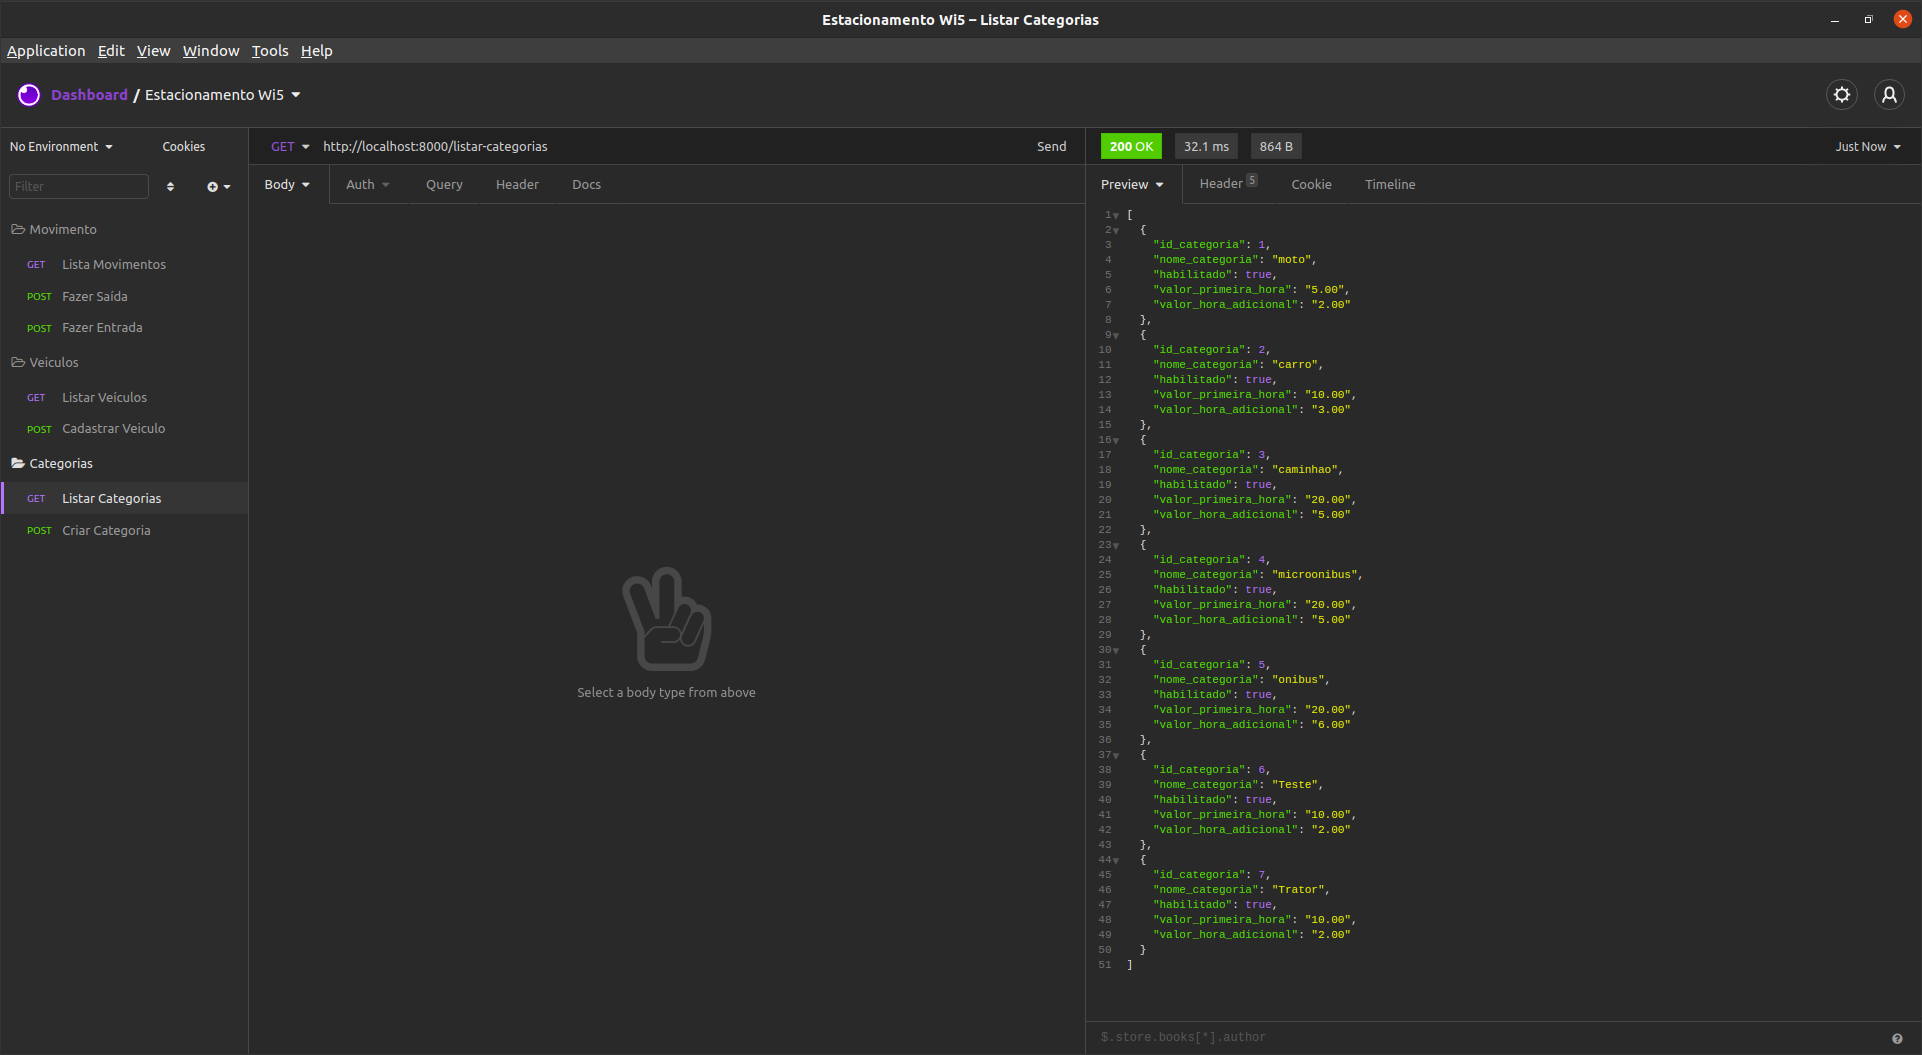 Estacionamento Wi5 – Listar Categorias
Application Edit View Window Tools Help
Dashboard / Estacionamento Wi5
No Environment Cookies
Filter
Movimento
GET Lista Movimentos
POST Fazer Saída
POST Fazer Entrada
Veiculos
GET Listar Veículos
POST Cadastrar Veiculo
Categorias
GET Listar Categorias
POST Criar Categoria
GET http://localhost:8000/listar-categorias Send
Body Auth Query Header Docs
Select a body type from above
200 OK 32.1 ms 864 B Just Now
Preview Header 5 Cookie Timeline
1 [
2 {
3 "id_categoria": 1,
4 "nome_categoria": "moto",
5 "habilitado": true,
6 "valor_primeira_hora": "5.00",
7 "valor_hora_adicional": "2.00"
8 },
9 {
10 "id_categoria": 2,
11 "nome_categoria": "carro",
12 "habilitado": true,
13 "valor_primeira_hora": "10.00",
14 "valor_hora_adicional": "3.00"
15 },
16 {
17 "id_categoria": 3,
18 "nome_categoria": "caminhao",
19 "habilitado": true,
20 "valor_primeira_hora": "20.00",
21 "valor_hora_adicional": "5.00"
22 },
23 {
24 "id_categoria": 4,
25 "nome_categoria": "microonibus",
26 "habilitado": true,
27 "valor_primeira_hora": "20.00",
28 "valor_hora_adicional": "5.00"
29 },
30 {
31 "id_categoria": 5,
32 "nome_categoria": "onibus",
33 "habilitado": true,
34 "valor_primeira_hora": "20.00",
35 "valor_hora_adicional": "6.00"
36 },
37 {
38 "id_categoria": 6,
39 "nome_categoria": "Teste",
40 "habilitado": true,
41 "valor_primeira_hora": "10.00",
42 "valor_hora_adicional": "2.00"
43 },
44 {
45 "id_categoria": 7,
46 "nome_categoria": "Trator",
47 "habilitado": true,
48 "valor_primeira_hora": "10.00",
49 "valor_hora_adicional": "2.00"
50 }
51 ]
$.store.books[*].author